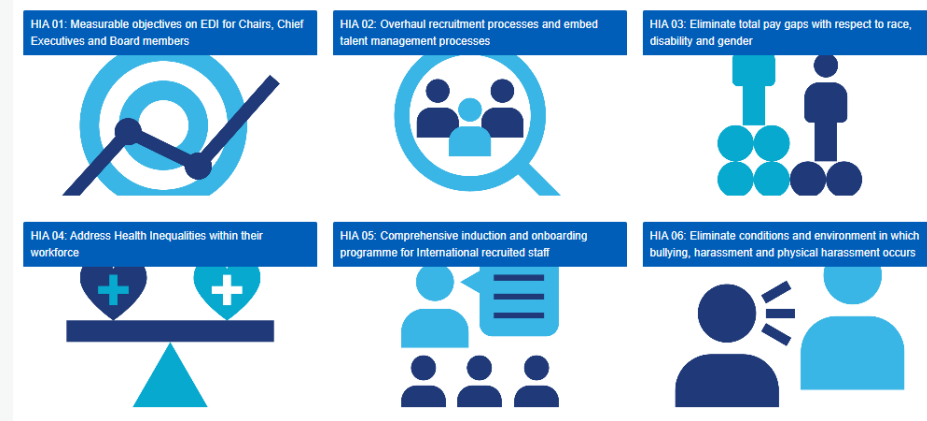 HIA 01: Measurable objectives on EDI for Chairs, Chief
Executives and Board members
HIA 02: Overhaul recruitment processes and embed
talent management processes
HIA 03: Eliminate total pay gaps with respect to race,
disability and gender
HIA 04: Address Health Inequalities within their
workforce
HIA 05: Comprehensive induction and onboarding
programme for International recruited staff
HIA 06: Eliminate conditions and environment in which
bullying, harassment and physical harassment occurs